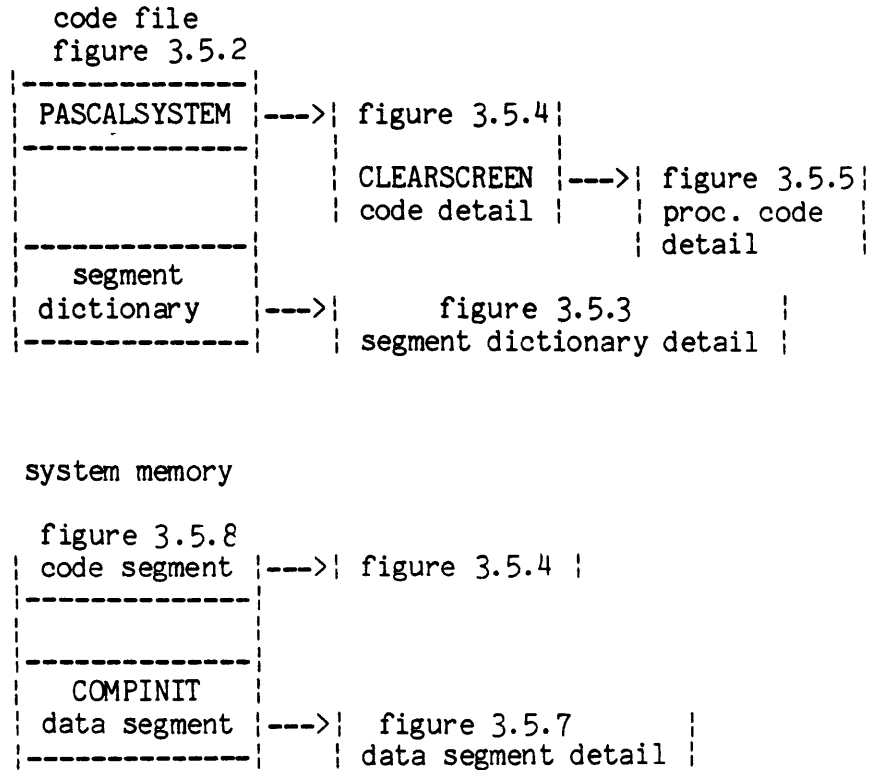 code file
figure 3.5.2
PASCALSYSTEM |--->| figure 3.5.4|
CLEARSCREEN |--->| figure 3.5.5|
code detail | | proc. code |
| detail |
segment
dictionary |--->| figure 3.5.3 |
| segment dictionary detail |
system memory
figure 3.5.8
code segment |--->| figure 3.5.4 |
COMPINIT
data segment |--->| figure 3.5.7 |
| data segment detail |